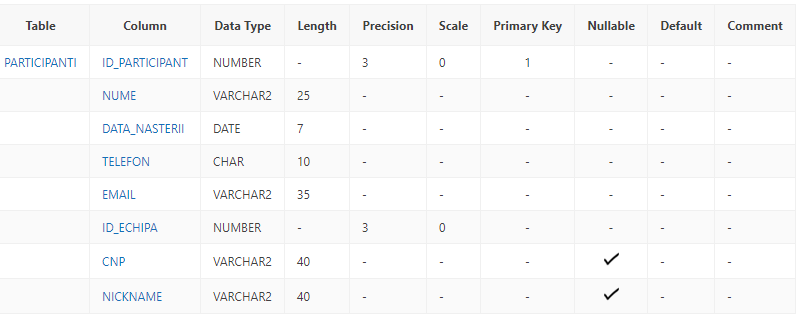 Table Column Data Type Length Precision Scale Primary Key Nullable Default Comment
PARTICIPANTI ID_PARTICIPANT NUMBER - 3 0 1 - - -
NUME VARCHAR2 25 - - - - - -
DATA_NASTERII DATE 7 - - - - - -
TELEFON CHAR 10 - - - - - -
EMAIL VARCHAR2 35 - - - - - -
ID_ECHIPA NUMBER - 3 0 - - - -
CNP VARCHAR2 40 - - - ✓ - -
NICKNAME VARCHAR2 40 - - - ✓ - -